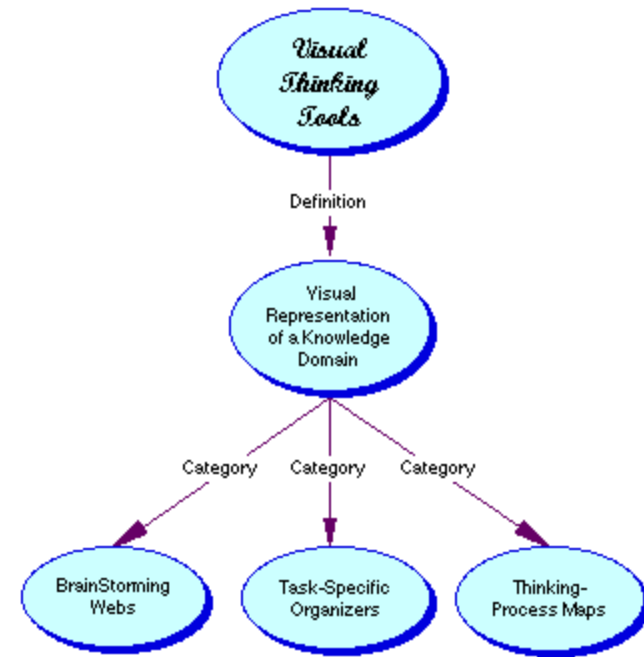 Visual
Thinking
Tools
Definition
Visual
Representation
of a Knowledge
Domain
Category
Category
Category
BrainStorming
Webs
Task-Specific
Organizers
Thinking-
Process Maps